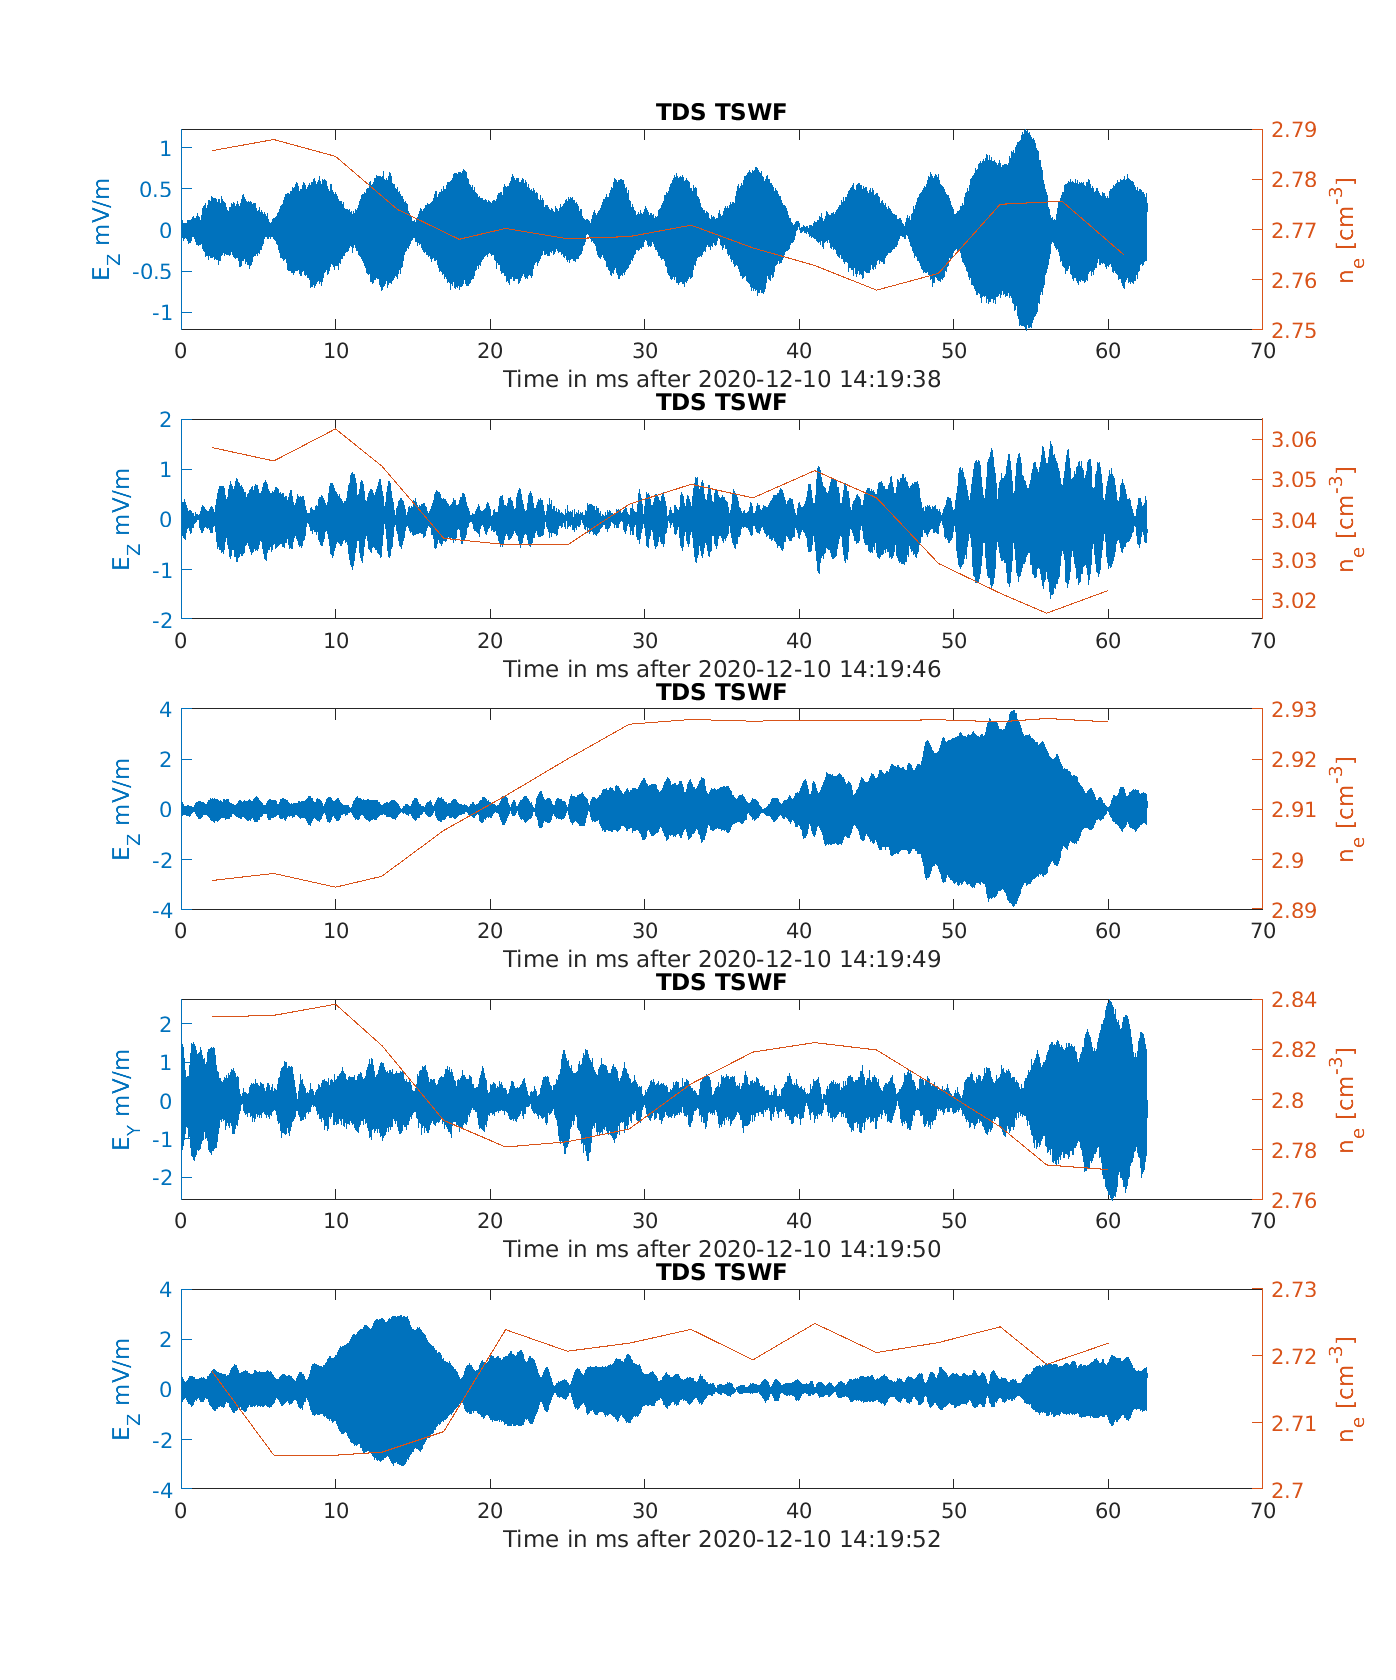 TDS TSWF
1
0.5
0
-0.5
-1
E_Z mV/m
2.79
2.78
2.77
2.76
2.75
n_e [cm^-3]
0 10 20 30 40 50 60 70
Time in ms after 2020-12-10 14:19:38
TDS TSWF
2
1
0
-1
-2
E_Z mV/m
3.06
3.05
3.04
3.03
3.02
n_e [cm^-3]
0 10 20 30 40 50 60 70
Time in ms after 2020-12-10 14:19:46
TDS TSWF
4
2
0
-2
-4
E_Z mV/m
2.93
2.92
2.91
2.9
2.89
n_e [cm^-3]
0 10 20 30 40 50 60 70
Time in ms after 2020-12-10 14:19:49
TDS TSWF
2
1
0
-1
-2
E_Y mV/m
2.84
2.82
2.8
2.78
2.76
n_e [cm^-3]
0 10 20 30 40 50 60 70
Time in ms after 2020-12-10 14:19:50
TDS TSWF
4
2
0
-2
-4
E_Z mV/m
2.73
2.72
2.71
2.7
n_e [cm^-3]
0 10 20 30 40 50 60 70
Time in ms after 2020-12-10 14:19:52